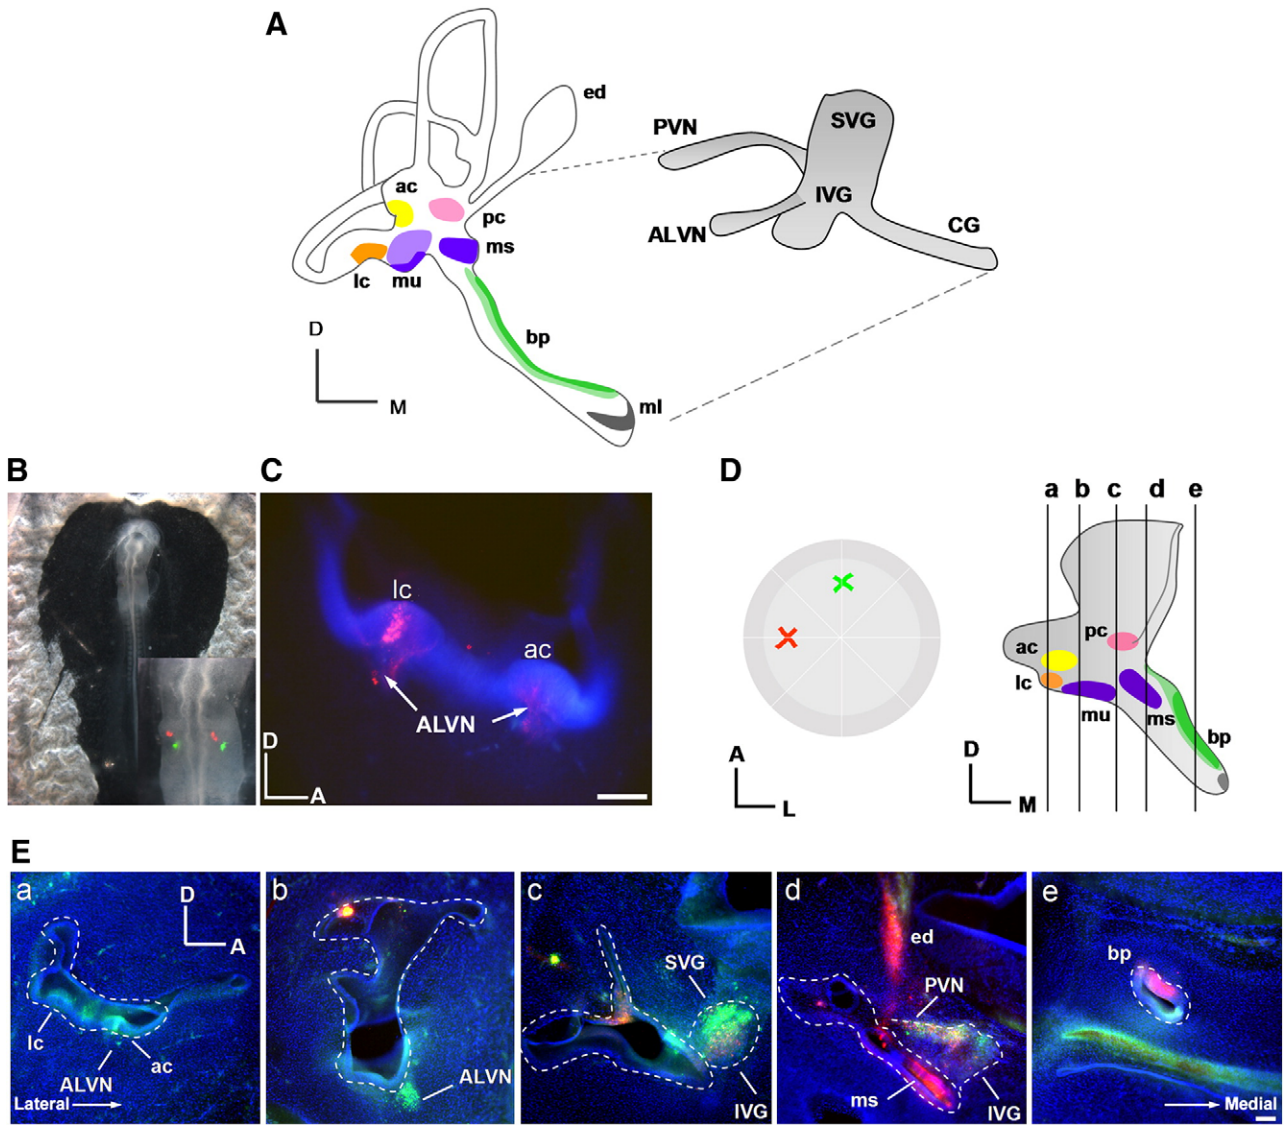 A
ed
PVN
SVG
ac
IVG
pc
CG
ALVN
ms
lc
mu
bp
D
M
ml
B
C
lc
ac
ALVN
D
A
D
a b c d e
pc
ac
lc
mu
ms
bp
A
L
D
M
E
a
D
A
lc
ac
ALVN
Lateral
b
ALVN
c
SVG
IVG
d
ed
PVN
ms
IVG
e
bp
Medial